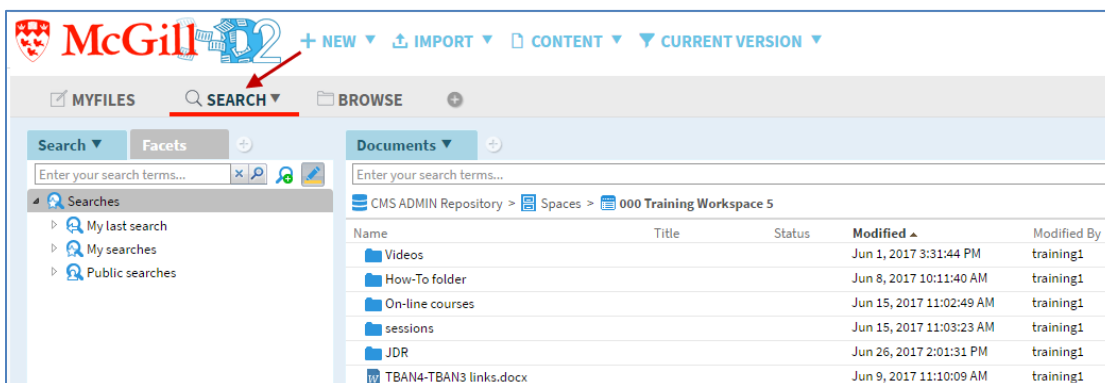 McGill D2 + NEW ▼ IMPORT ▼ CONTENT ▼ CURRENT VERSION ▼
MYFILES SEARCH ▼ BROWSE
Search ▼ Facets Documents ▼
Enter your search terms... Enter your search terms...
Searches CMS ADMIN Repository > Spaces > 000 Training Workspace 5
My last search Name Title Status Modified Modified By
My searches Videos Jun 1, 2017 3:31:44 PM training1
Public searches How-To folder Jun 8, 2017 10:11:40 AM training1
On-line courses Jun 15, 2017 11:02:49 AM training1
sessions Jun 15, 2017 11:03:23 AM training1
JDR Jun 26, 2017 2:01:31 PM training1
TBAN4-TBAN3 links.docx Jun 9, 2017 11:10:09 AM training1